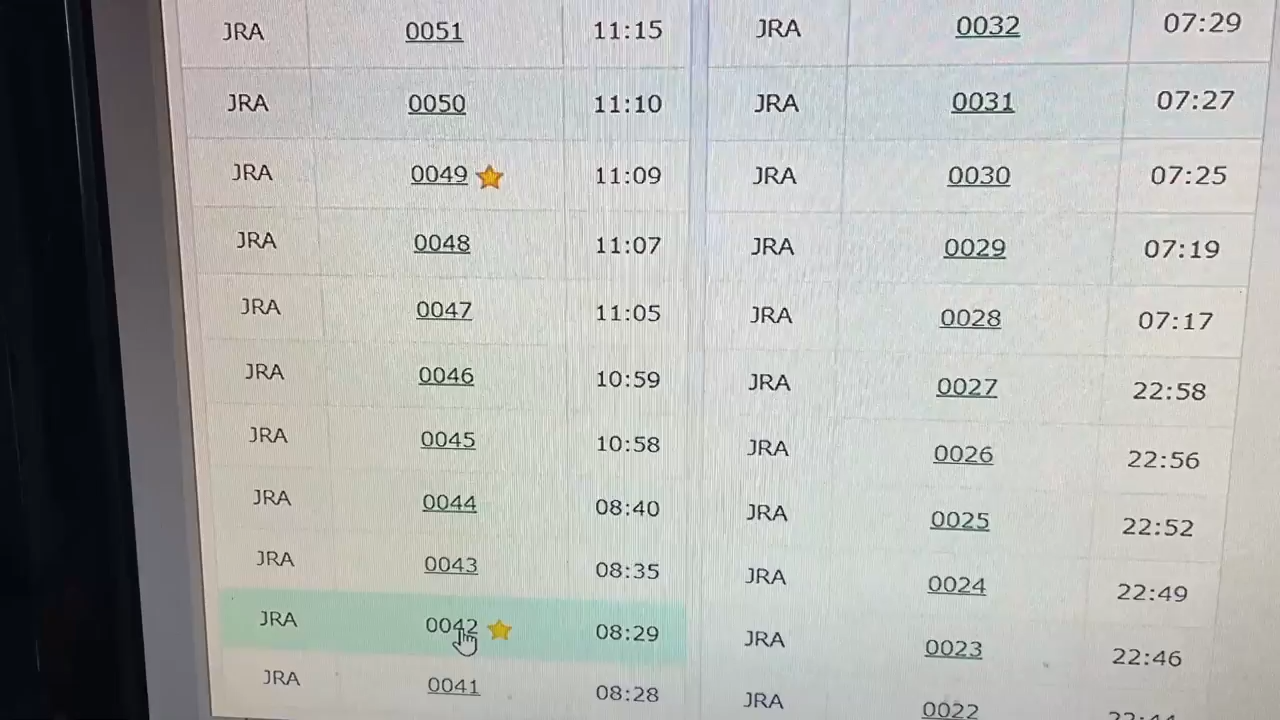 JRA 0051 11:15 JRA 0032 07:29
JRA 0050 11:10 JRA 0031 07:27
JRA 0049 11:09 JRA 0030 07:25
JRA 0048 11:07 JRA 0029 07:19
JRA 0047 11:05 JRA 0028 07:17
JRA 0046 10:59 JRA 0027 22:58
JRA 0045 10:58 JRA 0026 22:56
JRA 0044 08:40 JRA 0025 22:52
JRA 0043 08:35 JRA 0024 22:49
JRA 0042 08:29 JRA 0023 22:46
JRA 0041 08:28 JRA 0022